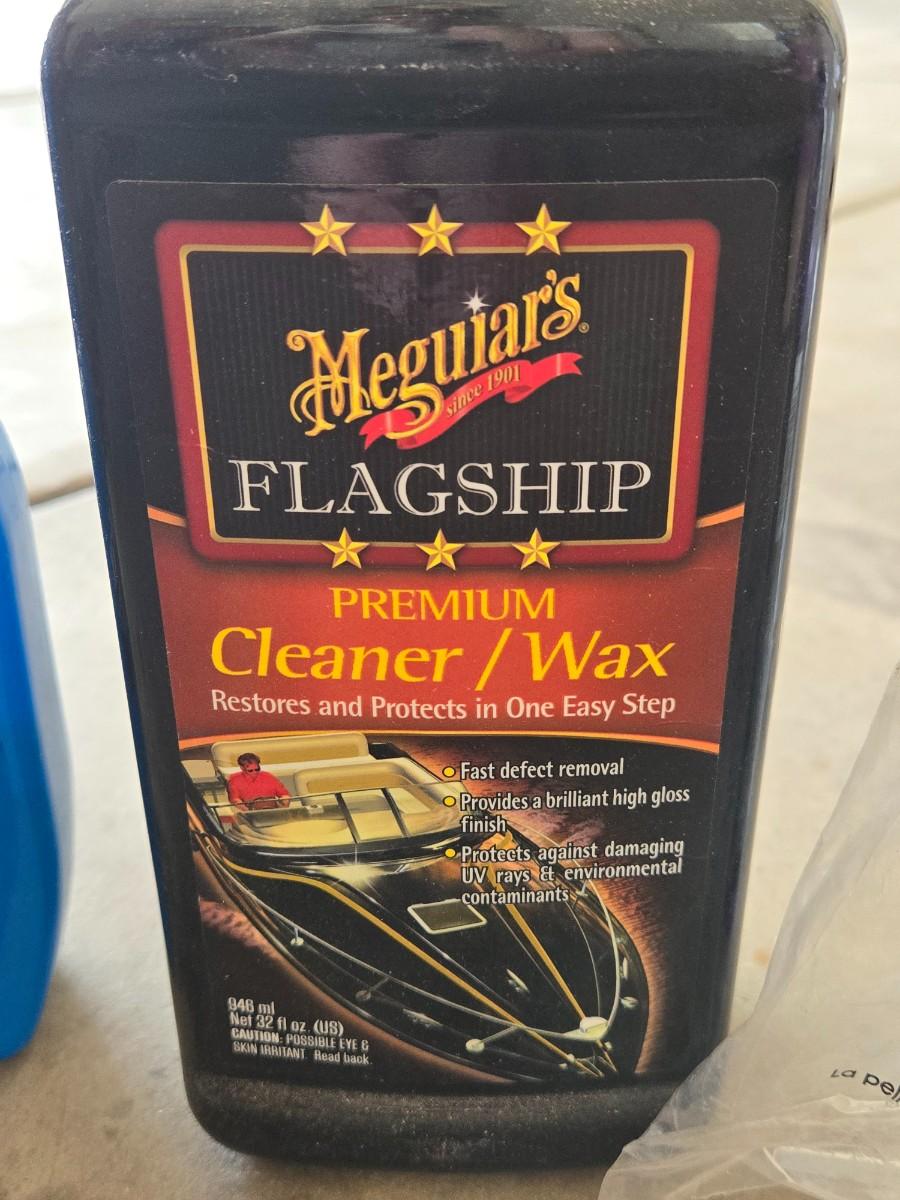 Meguiar's®
since 1901
FLAGSHIP
PREMIUM
Cleaner / Wax
Restores and Protects in One Easy Step
Fast defect removal
Provides a brilliant high gloss
finish
Protects against damaging
UV rays & environmental
contaminants
946 ml
Net 32 fl oz. (US)
CAUTION: POSSIBLE EYE &
SKIN IRRITANT Read back
La